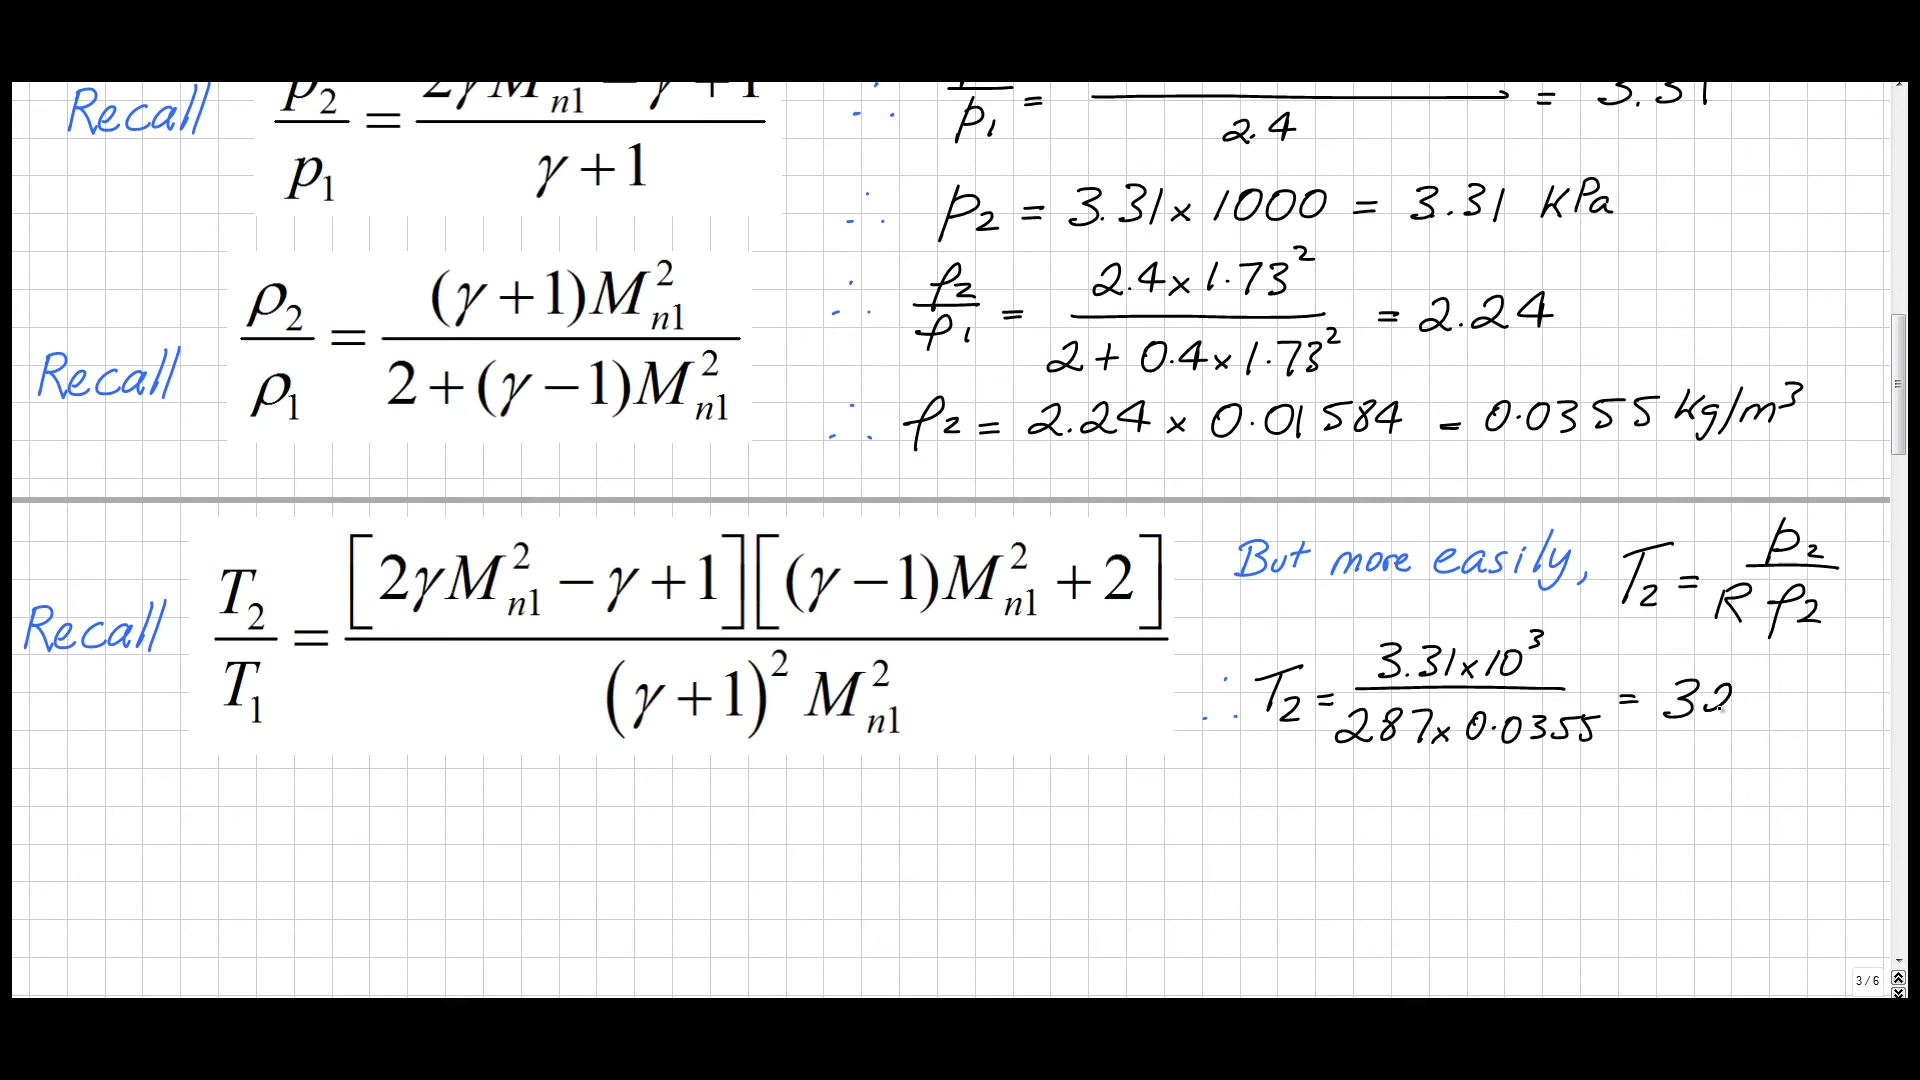 Recall p₂/p₁ = (2γM²ₙ₁ − γ + 1)/(γ + 1)
∴ p/p₁ = /2.4 = 3.31
∴ p₂ = 3.31 × 1000 = 3.31 KPa
Recall ρ₂/ρ₁ = (γ + 1)M²ₙ₁/(2 + (γ − 1)M²ₙ₁)
∴ ρ₂/ρ₁ = (2.4 × 1.73²)/(2 + 0.4 × 1.73²) = 2.24
∴ ρ₂ = 2.24 × 0.01584 = 0.0355 Kg/m³
Recall T₂/T₁ = [2γM²ₙ₁ − γ + 1][(γ − 1)M²ₙ₁ + 2]/((γ + 1)² M²ₙ₁)
But more easily, T₂ = p₂/(R ρ₂)
∴ T₂ = (3.31 × 10³)/(287 × 0.0355) = 32
3 / 6